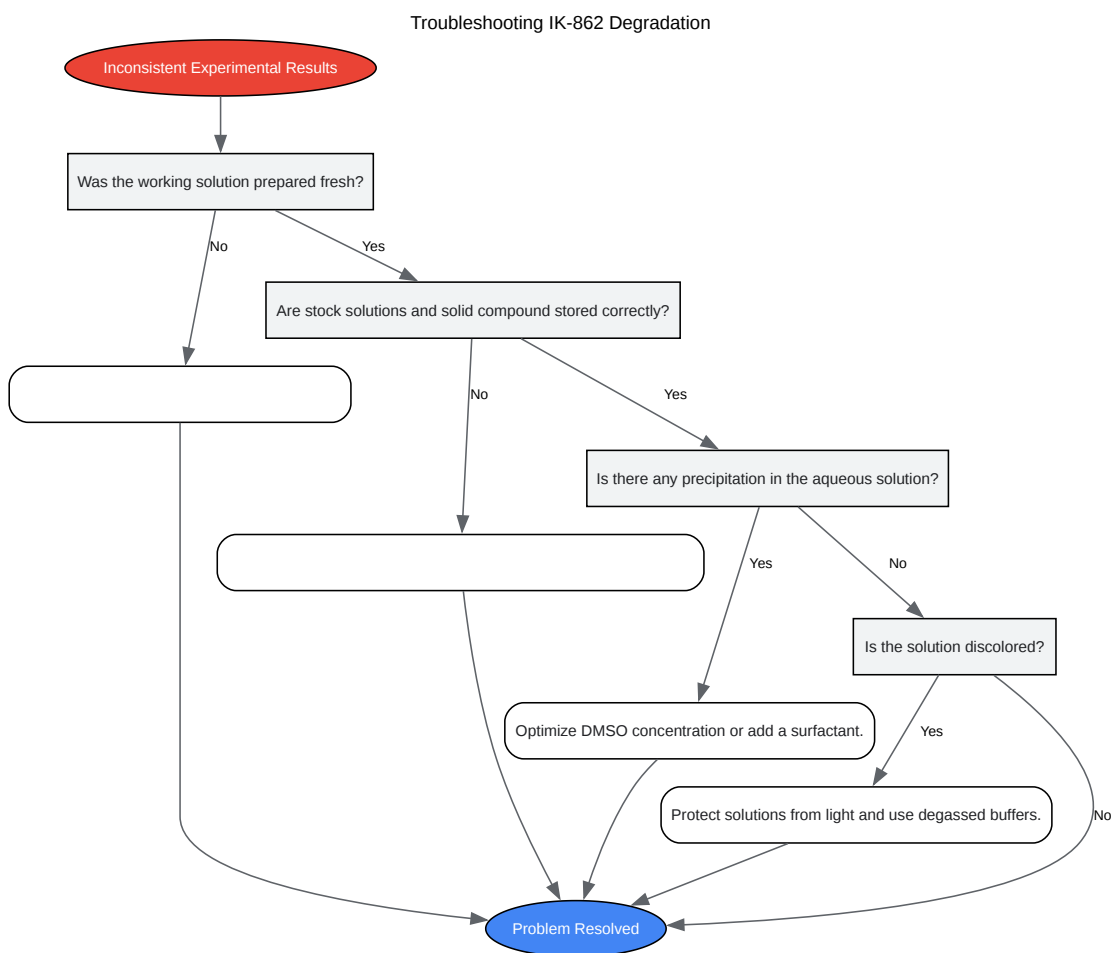 Troubleshooting IK-862 Degradation
Inconsistent Experimental Results
Was the working solution prepared fresh?
No
Yes
Are stock solutions and solid compound stored correctly?
No
Yes
Is there any precipitation in the aqueous solution?
Yes
No
Is the solution discolored?
Optimize DMSO concentration or add a surfactant.
Yes
No
Protect solutions from light and use degassed buffers.
Problem Resolved